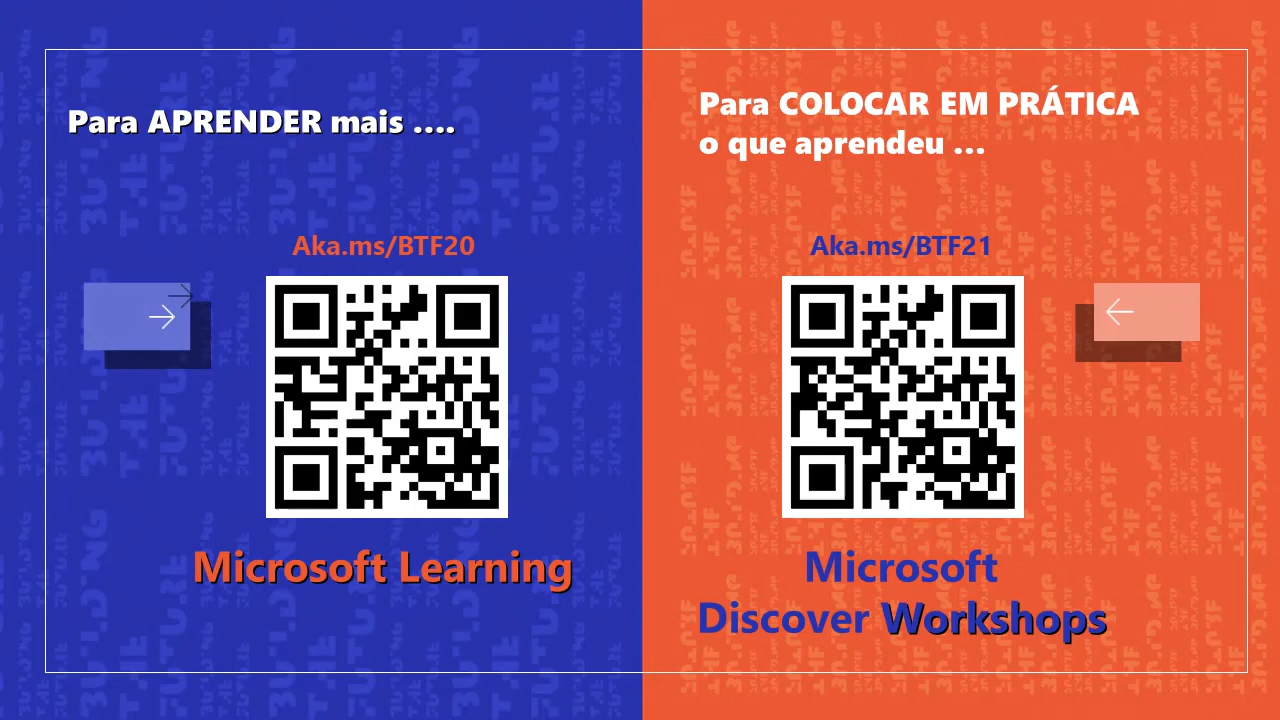 Para APRENDER mais ....
Aka.ms/BTF20
Microsoft Learning
Para COLOCAR EM PRÁTICA
o que aprendeu ...
Aka.ms/BTF21
Microsoft
Discover Workshops